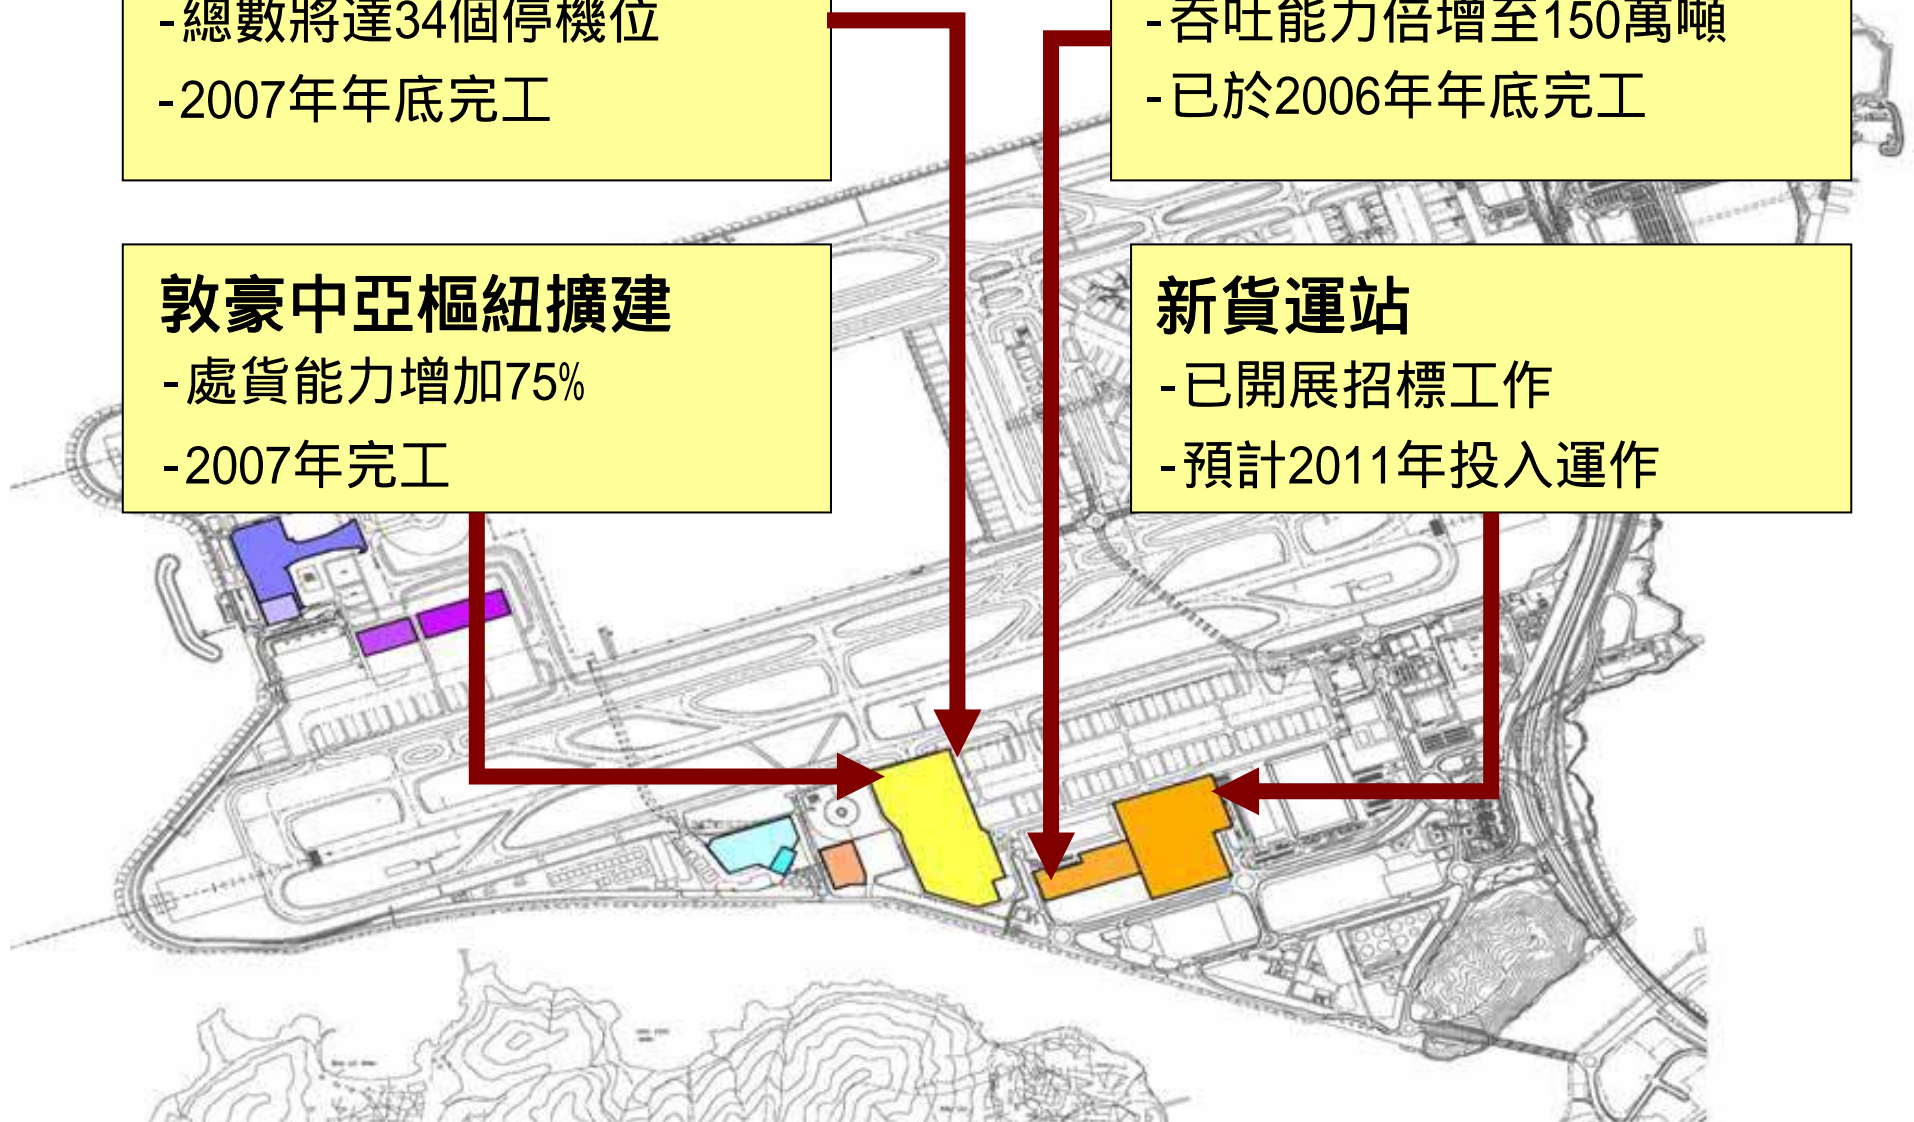 -總數將達34個停機位
-2007年年底完工
-吞吐能力倍增至150萬噸
-已於2006年年底完工
敦豪中亞樞紐擴建
-處貨能力增加75%
-2007年完工
新貨運站
-已開展招標工作
-預計2011年投入運作